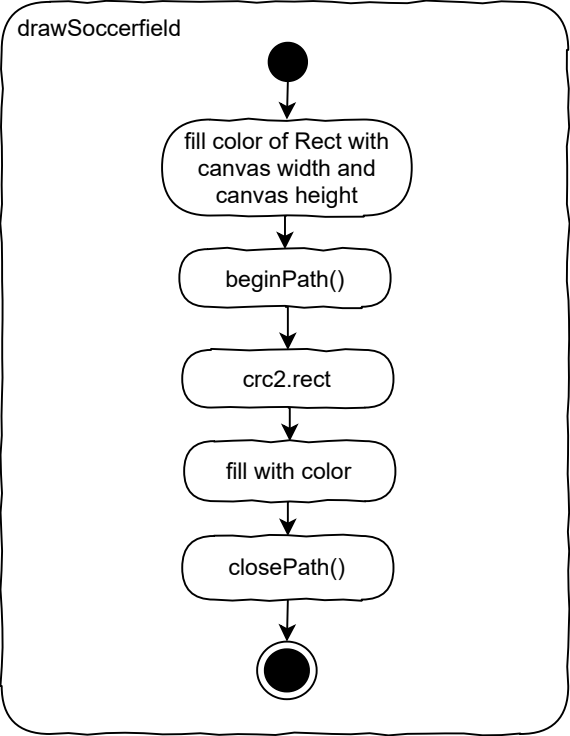 drawSoccerfield
fill color of Rect with
canvas width and
canvas height
beginPath()
crc2.rect
fill with color
closePath()